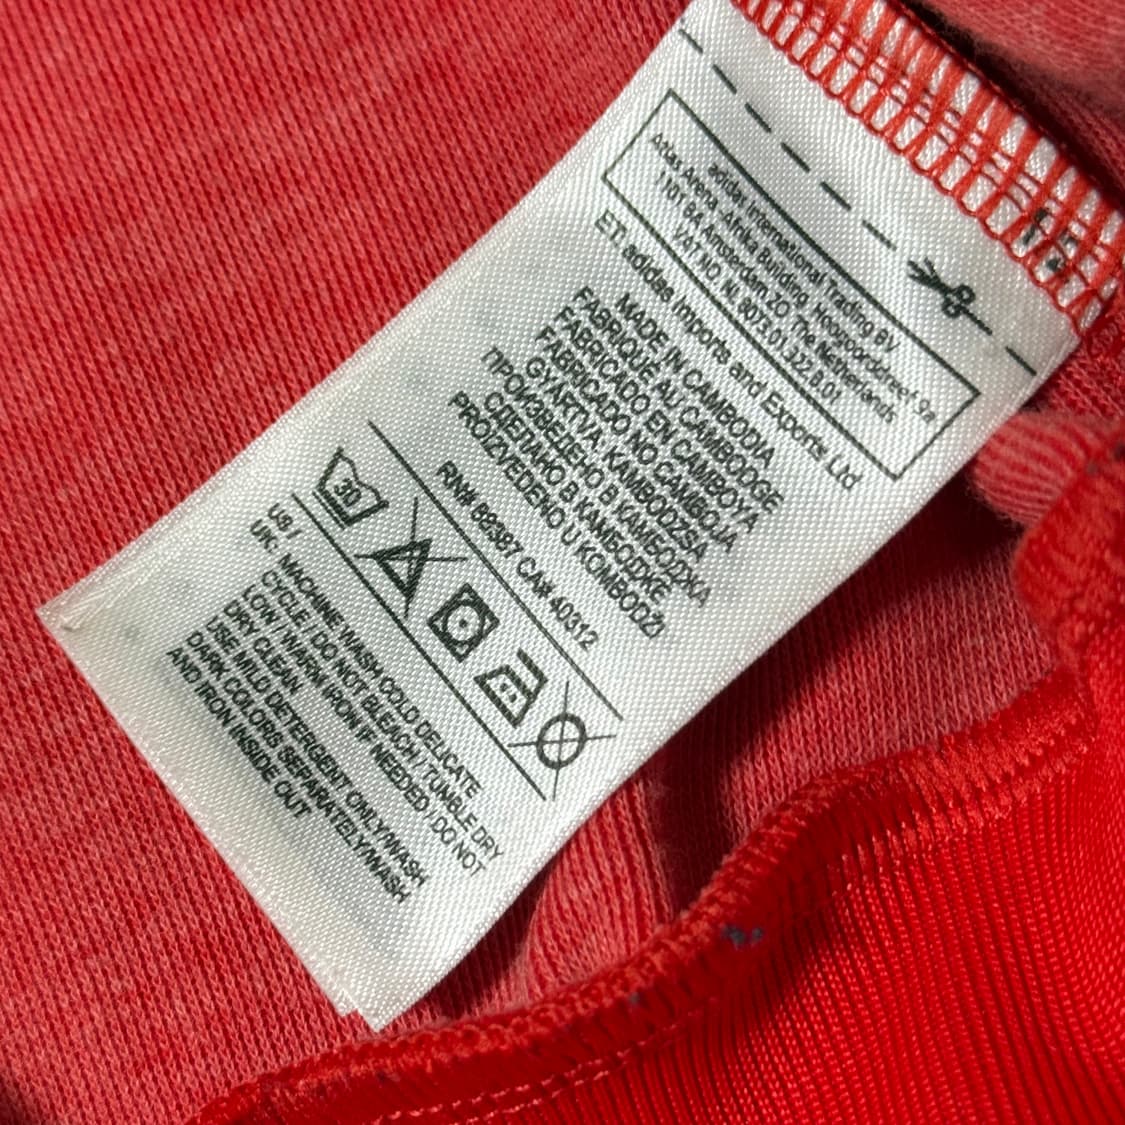 adidas International Trading BV
Atlas Arena, Afrika Building, Hoogoorddreef 9a
1101 BA Amsterdam ZO, The Netherlands
VAT NO. NL 8073.01.322.B.01
ET: adidas Imports and Exports Ltd
MADE IN CAMBODIA
FABRIQUE AU CAMBODGE
FABRICADO EN CAMBOYA
FABRICADO NO CAMBOJA
GYARTVA, KAMBODZSA
ПРОИЗВЕДЕНО В КАМБОДЖА
СДЕЛАНО В КАМБОДЖЕ
PROIZVEDENO U KOMBODŽI
RN# 88387 CA# 40312
30
US /
UK: MACHINE WASH COLD DELICATE
CYCLE / DO NOT BLEACH / TUMBLE DRY
LOW / WARM IRON IF NEEDED / DO NOT
DRY CLEAN
USE MILD DETERGENT ONLY/WASH
DARK COLORS SEPARATELY/WASH
AND IRON INSIDE OUT